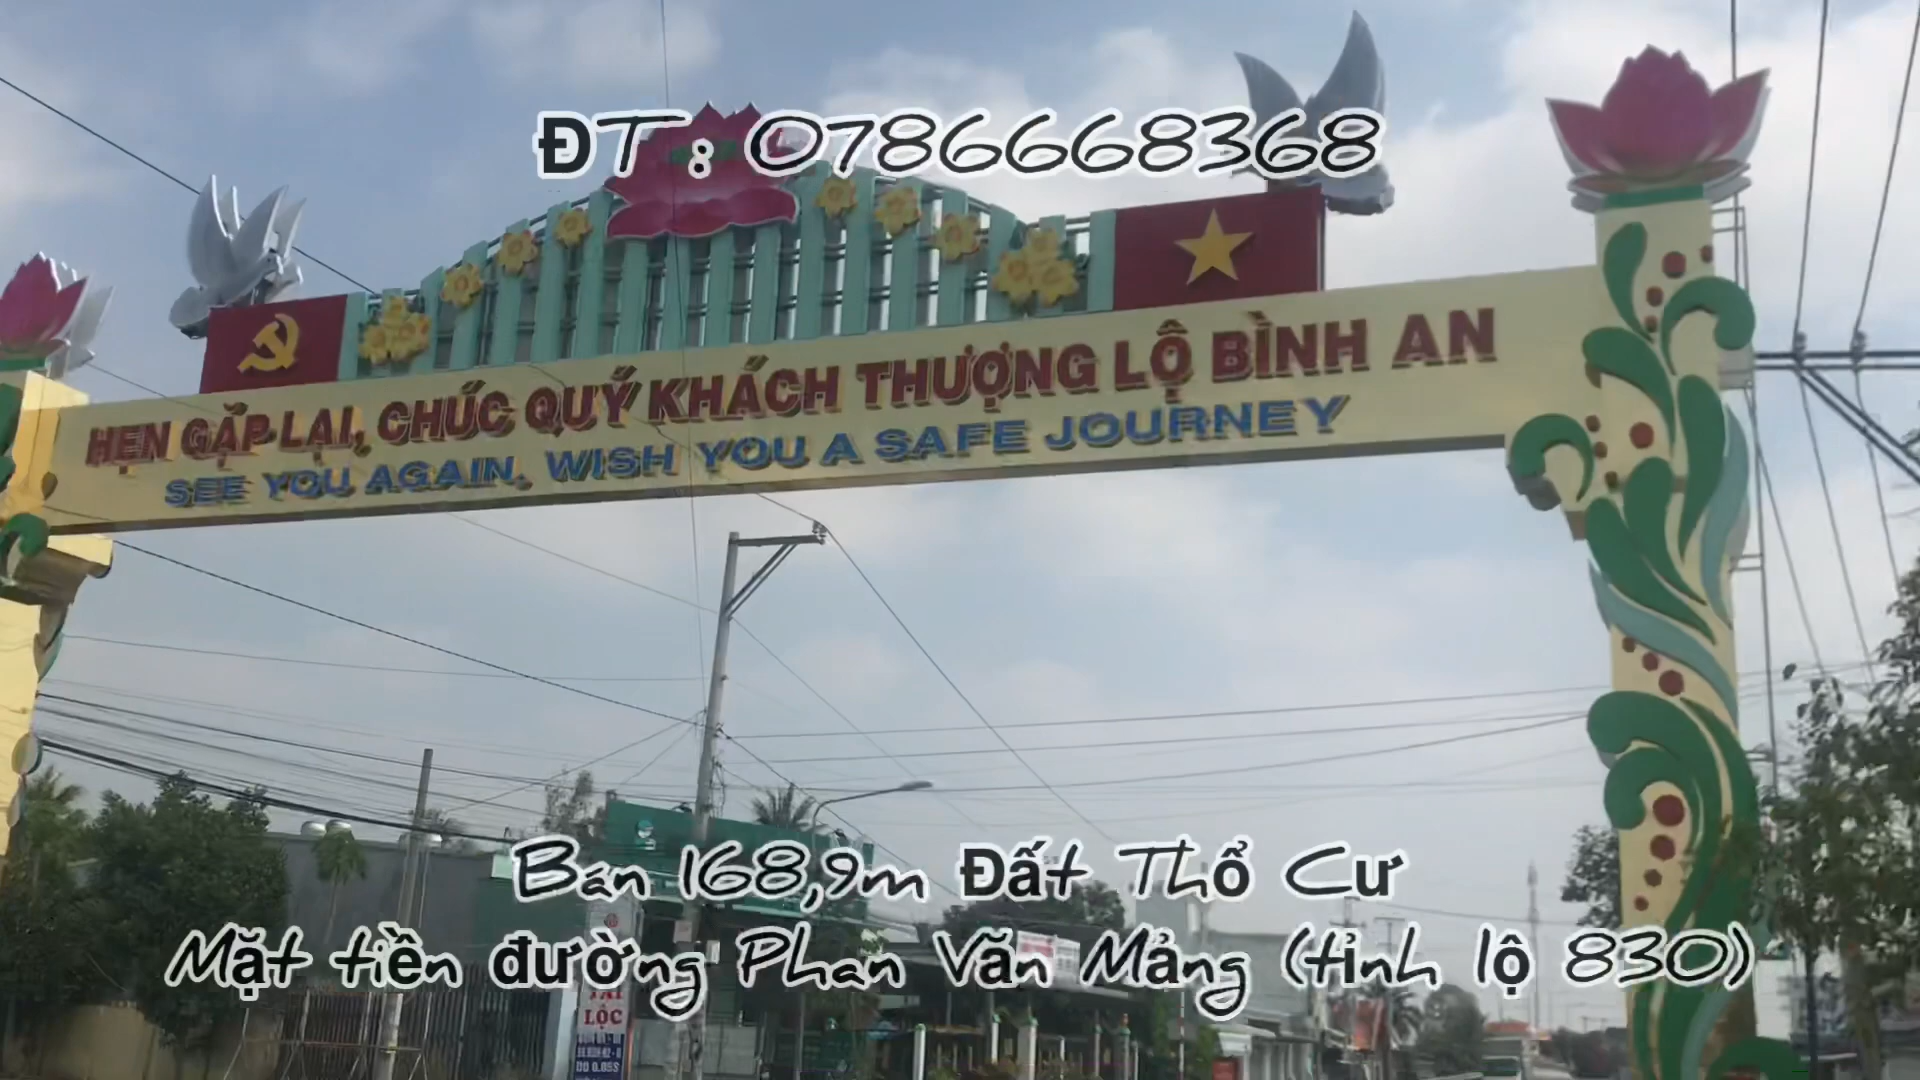 ĐT : 0786668368
HẸN GẶP LẠI, CHÚC QUÝ KHÁCH THƯỢNG LỘ BÌNH AN
SEE YOU AGAIN, WISH YOU A SAFE JOURNEY
Bán 168,9m Đất Thổ Cư
Mặt tiền đường Phan Văn Mảng (tỉnh lộ 830)
TÀI
LỘC